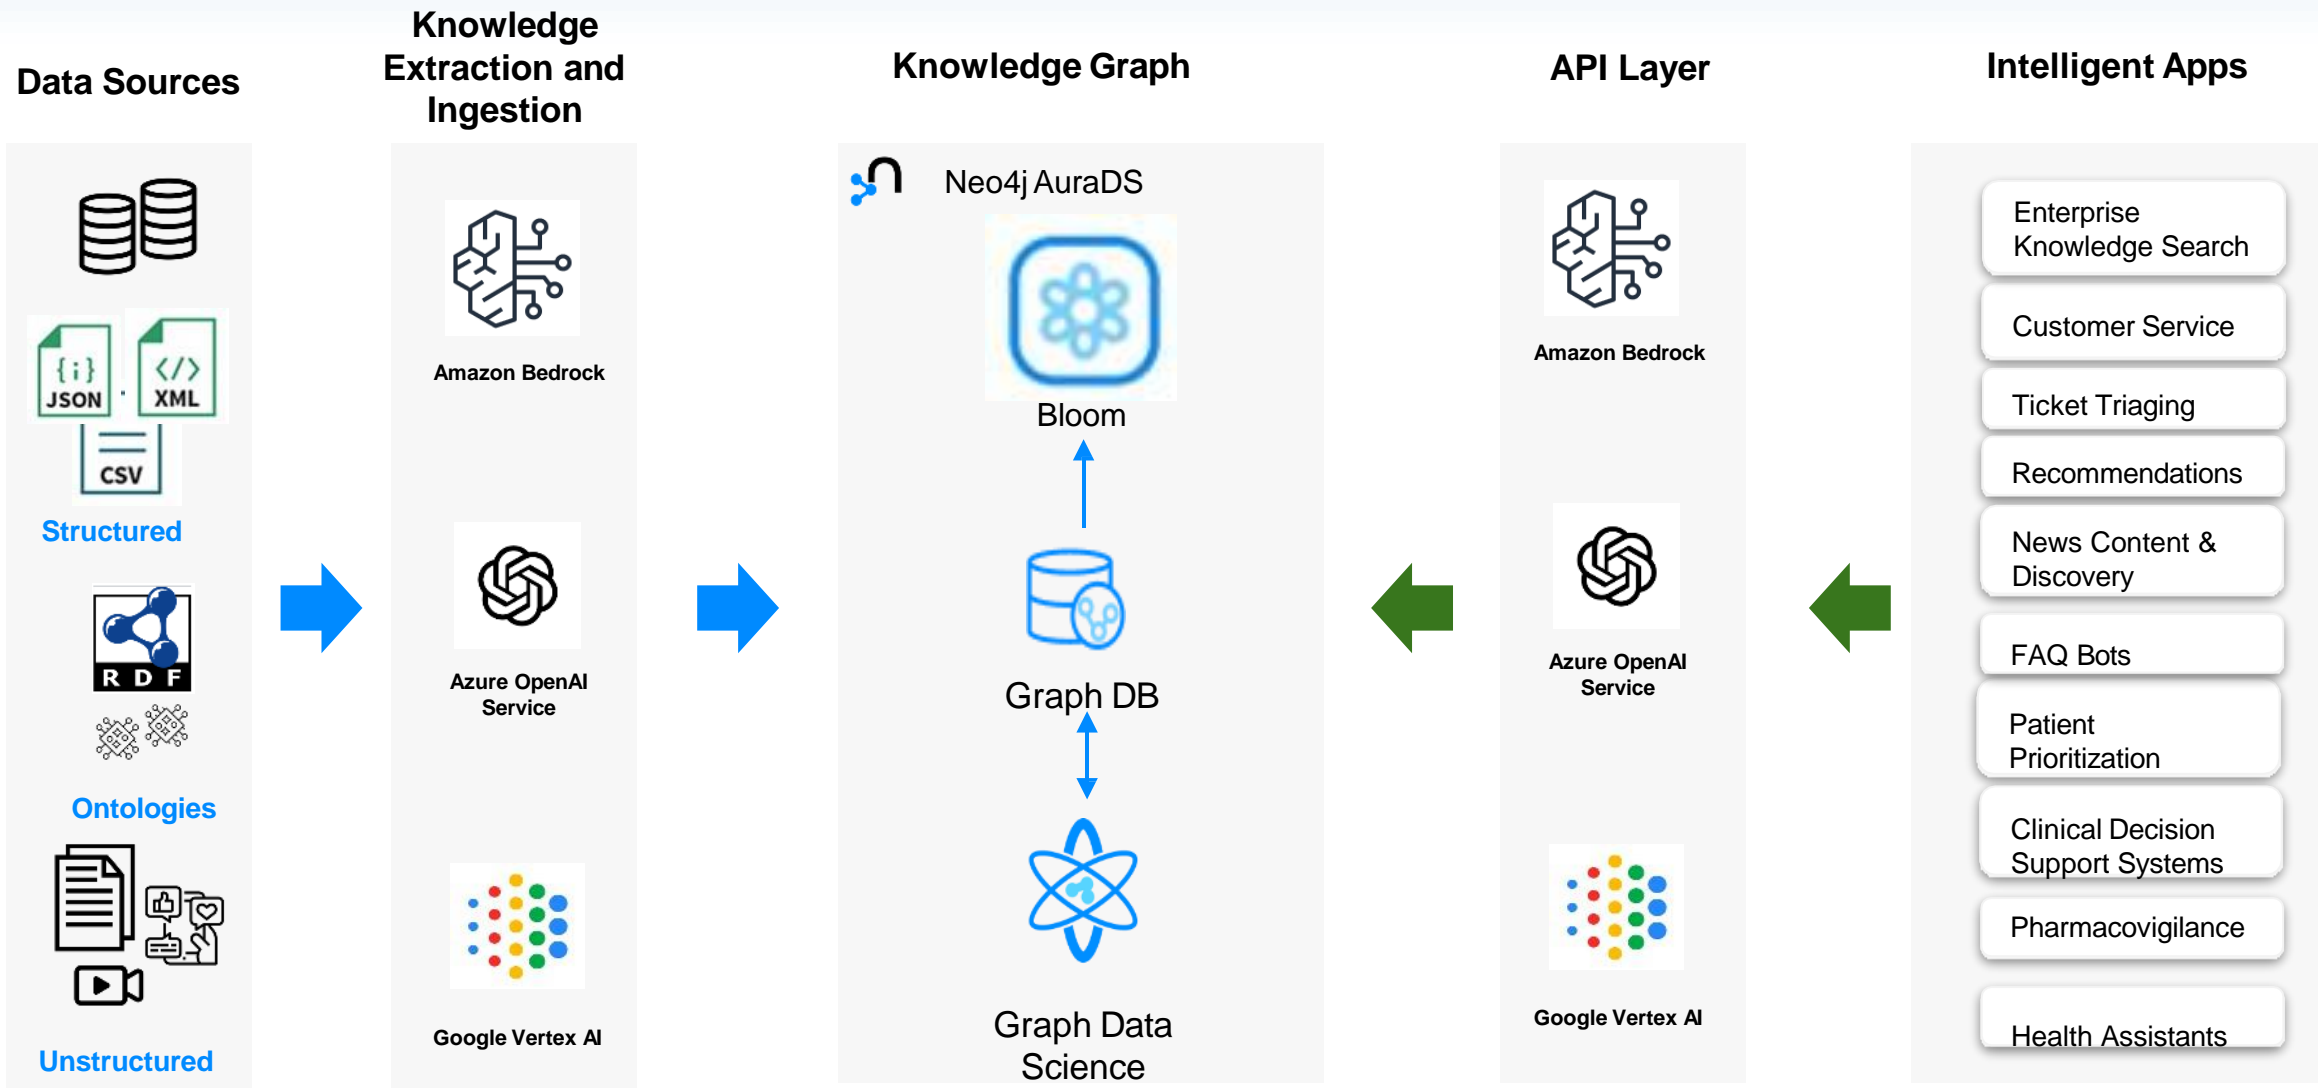 Data Sources
Knowledge
Extraction and
Ingestion
Knowledge Graph
API Layer
Intelligent Apps
{;}
JSON
</>
XML
CSV
Structured
RDF
Ontologies
Unstructured
Amazon Bedrock
Azure OpenAI
Service
Google Vertex AI
Neo4j AuraDS
Bloom
Graph DB
Graph Data
Science
Amazon Bedrock
Azure OpenAI
Service
Google Vertex AI
Enterprise
Knowledge Search
Customer Service
Ticket Triaging
Recommendations
News Content &
Discovery
FAQ Bots
Patient
Prioritization
Clinical Decision
Support Systems
Pharmacovigilance
Health Assistants